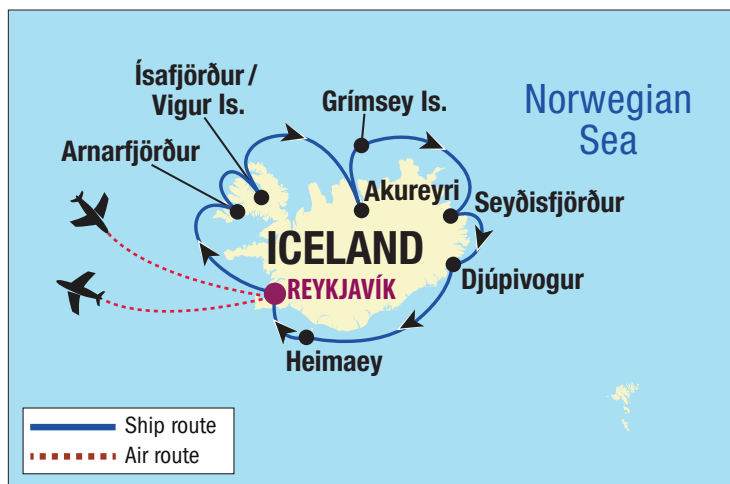 Ísafjörður /
Vigur Is.
Grímsey Is.
Norwegian
Sea
Arnarfjörður
Akureyri
Seyðisfjörður
ICELAND
Djúpivogur
REYKJAVÍK
Heimaey
Ship route
Air route